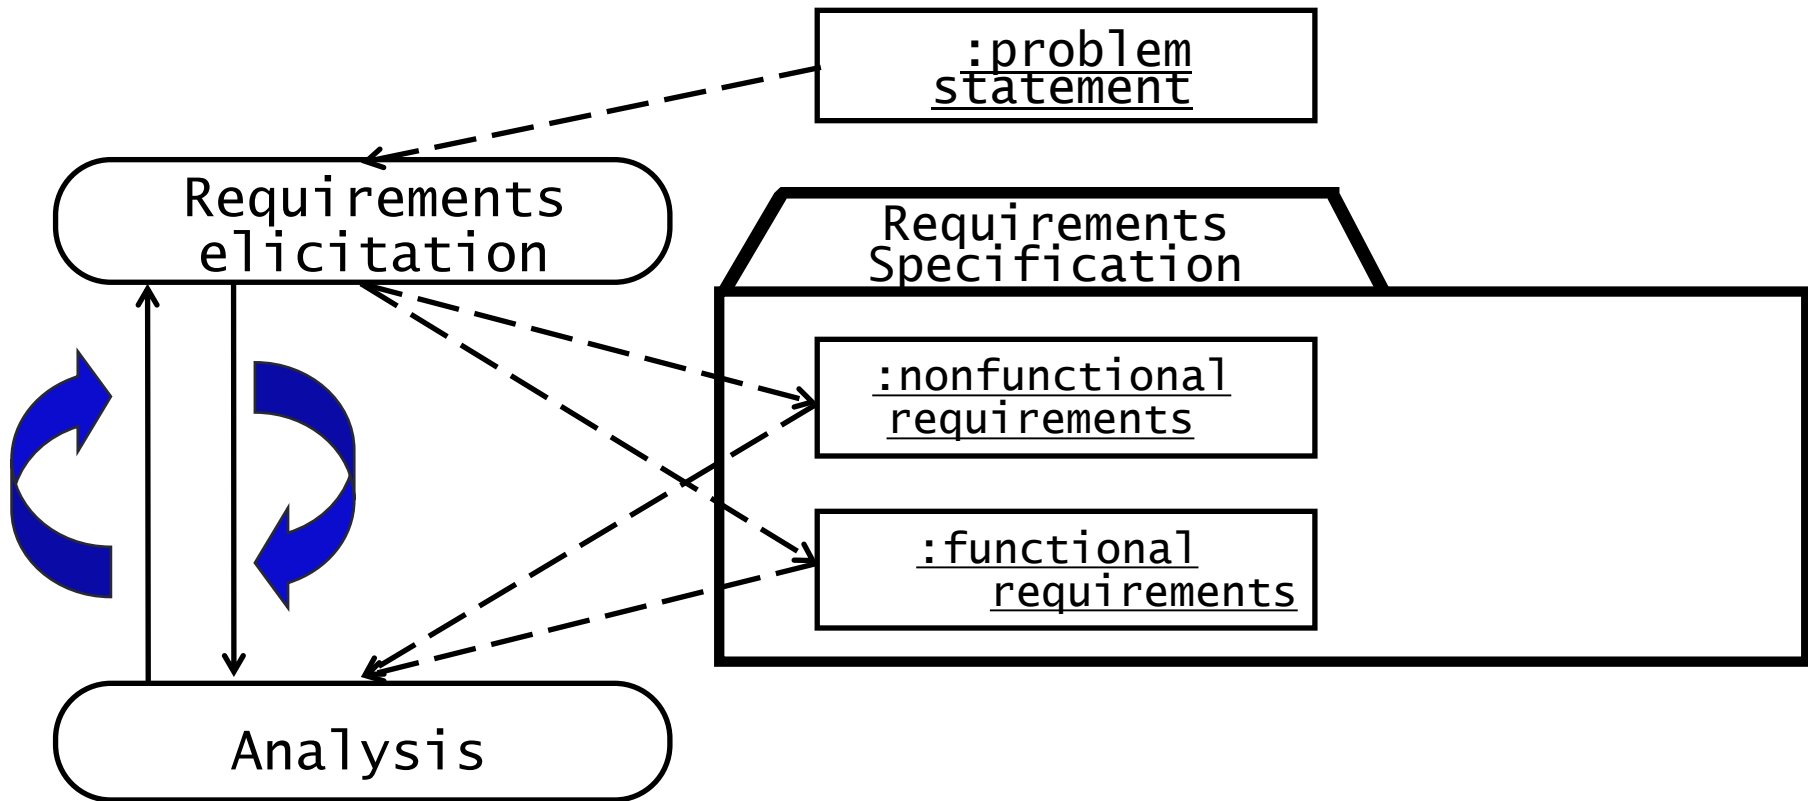 :problem
statement
Requirements
elicitation
Requirements
Specification
:nonfunctional
requirements
:functional
requirements
Analysis